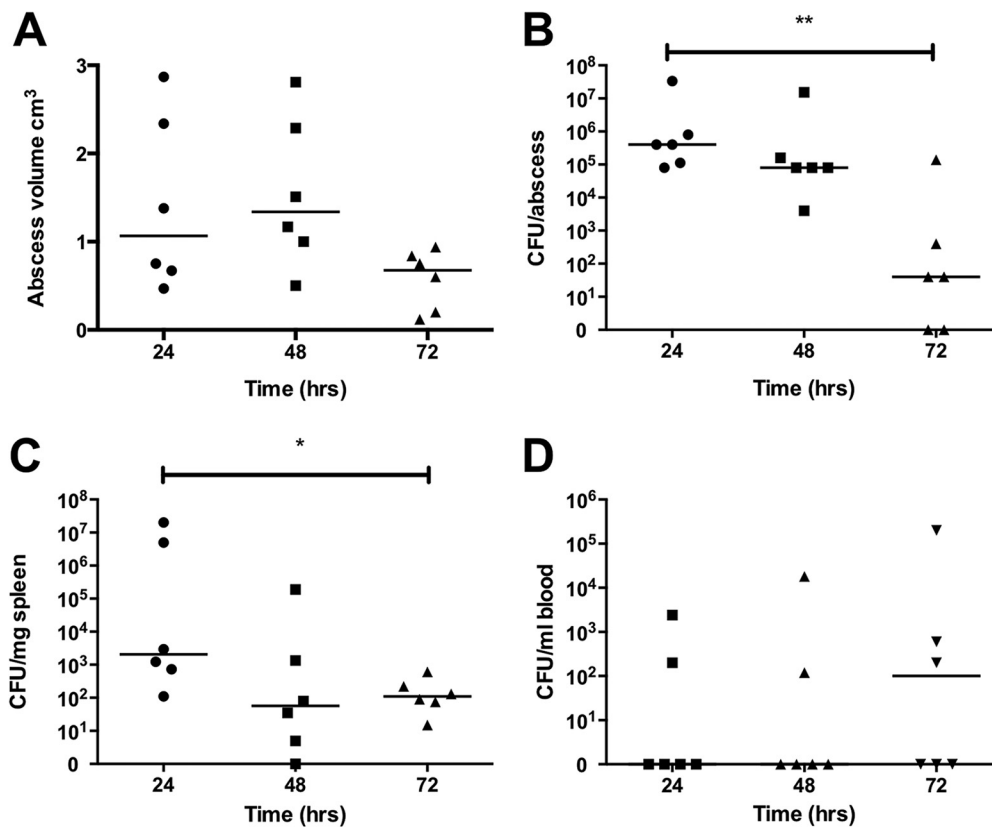 A
Abscess volume cm³
3
2
1
0
24 48 72
Time (hrs)
B
**
CFU/abscess
10⁸
10⁷
10⁶
10⁵
10⁴
10³
10²
10¹
0
24 48 72
Time (hrs)
C
*
CFU/mg spleen
10⁸
10⁷
10⁶
10⁵
10⁴
10³
10²
10¹
0
24 48 72
Time (hrs)
D
CFU/ml blood
10⁶
10⁵
10⁴
10³
10²
10¹
0
24 48 72
Time (hrs)